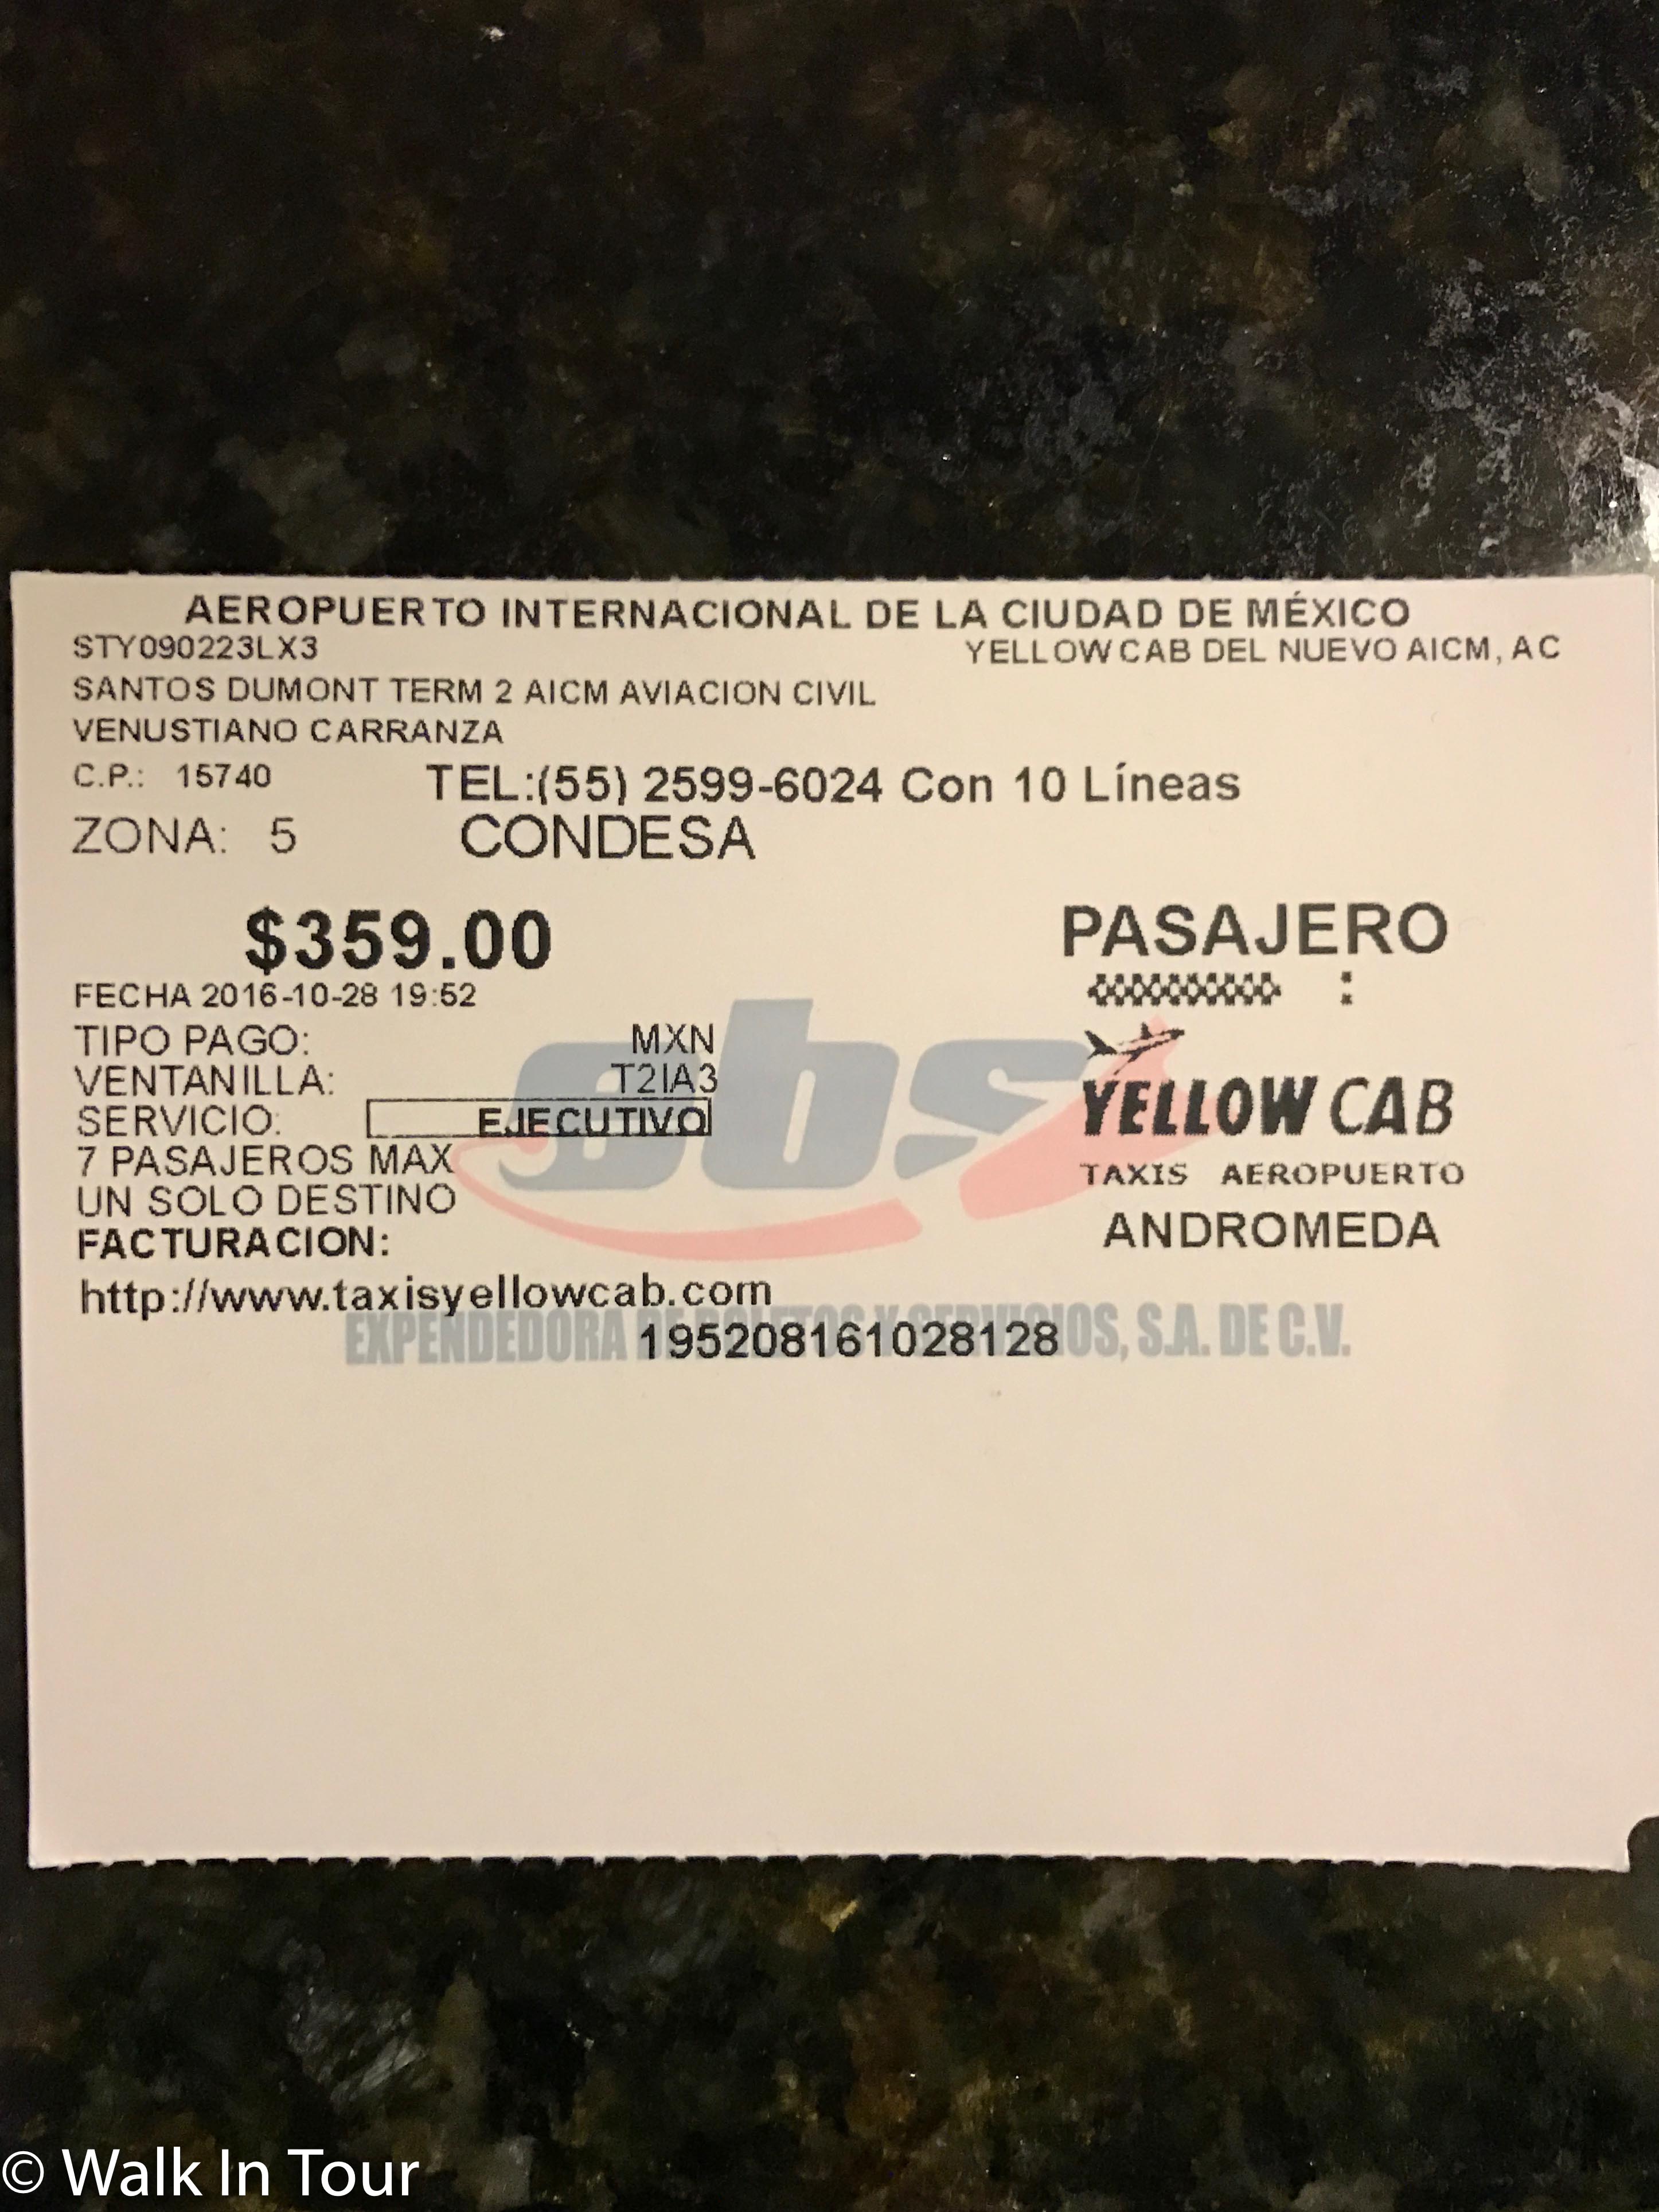 AEROPUERTO INTERNACIONAL DE LA CIUDAD DE MÉXICO
STY090223LX3 YELLOW CAB DEL NUEVO AICM, AC
SANTOS DUMONT TERM 2 AICM AVIACION CIVIL
VENUSTIANO CARRANZA
C.P.: 15740 TEL:(55) 2599-6024 Con 10 Líneas
ZONA: 5 CONDESA
$359.00 PASAJERO
FECHA 2016-10-28 19:52 :
TIPO PAGO: MXN
VENTANILLA: T2IA3
SERVICIO: EJECUTIVO
7 PASAJEROS MAX
UN SOLO DESTINO
FACTURACION:
sbs
YELLOW CAB
TAXIS AEROPUERTO
ANDROMEDA
http://www.taxisyellowcab.com
EXPENDEDORA DE BOLETOS Y SERVICIOS, S.A. DE C.V.
195208161028128
© Walk In Tour